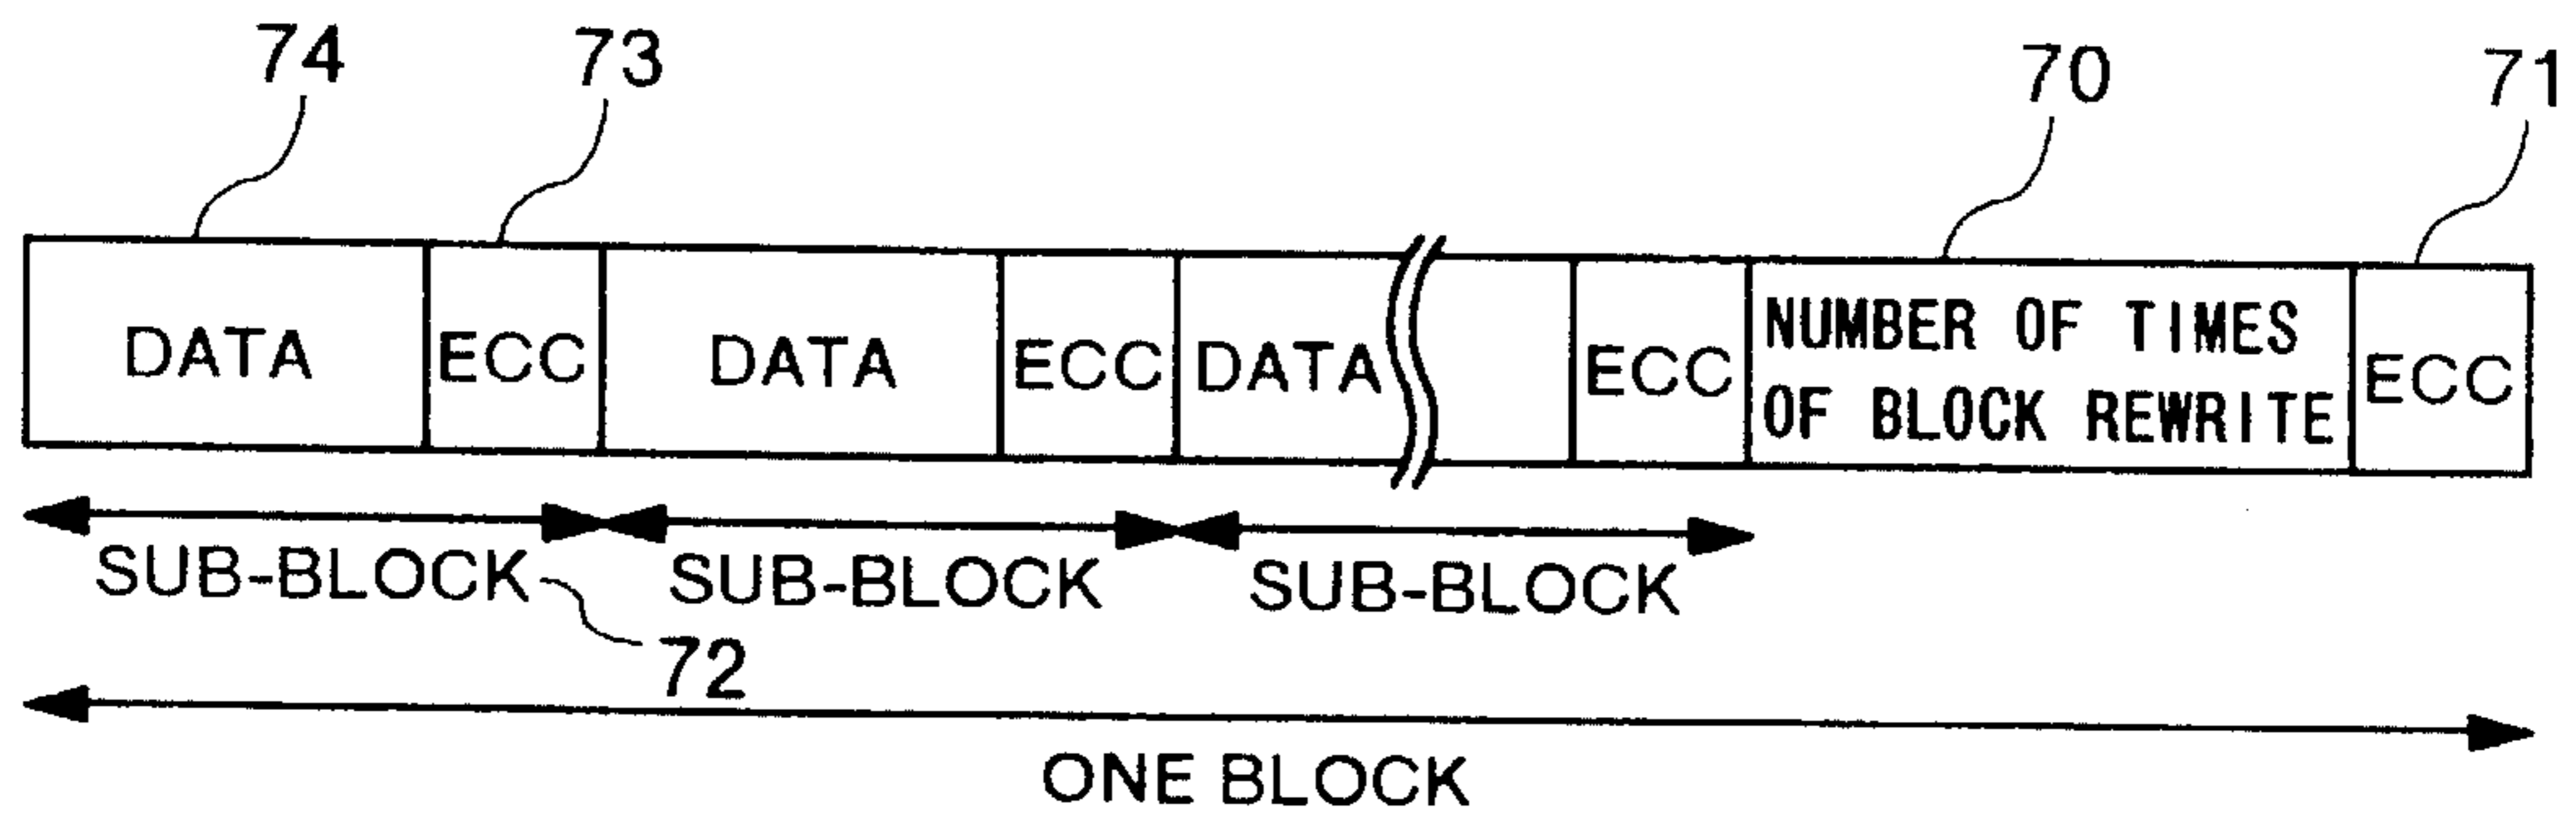 74 73 70 71
DATA ECC DATA ECC DATA ECC NUMBER OF TIMES ECC
OF BLOCK REWRITE
SUB-BLOCK SUB-BLOCK SUB-BLOCK
72
ONE BLOCK